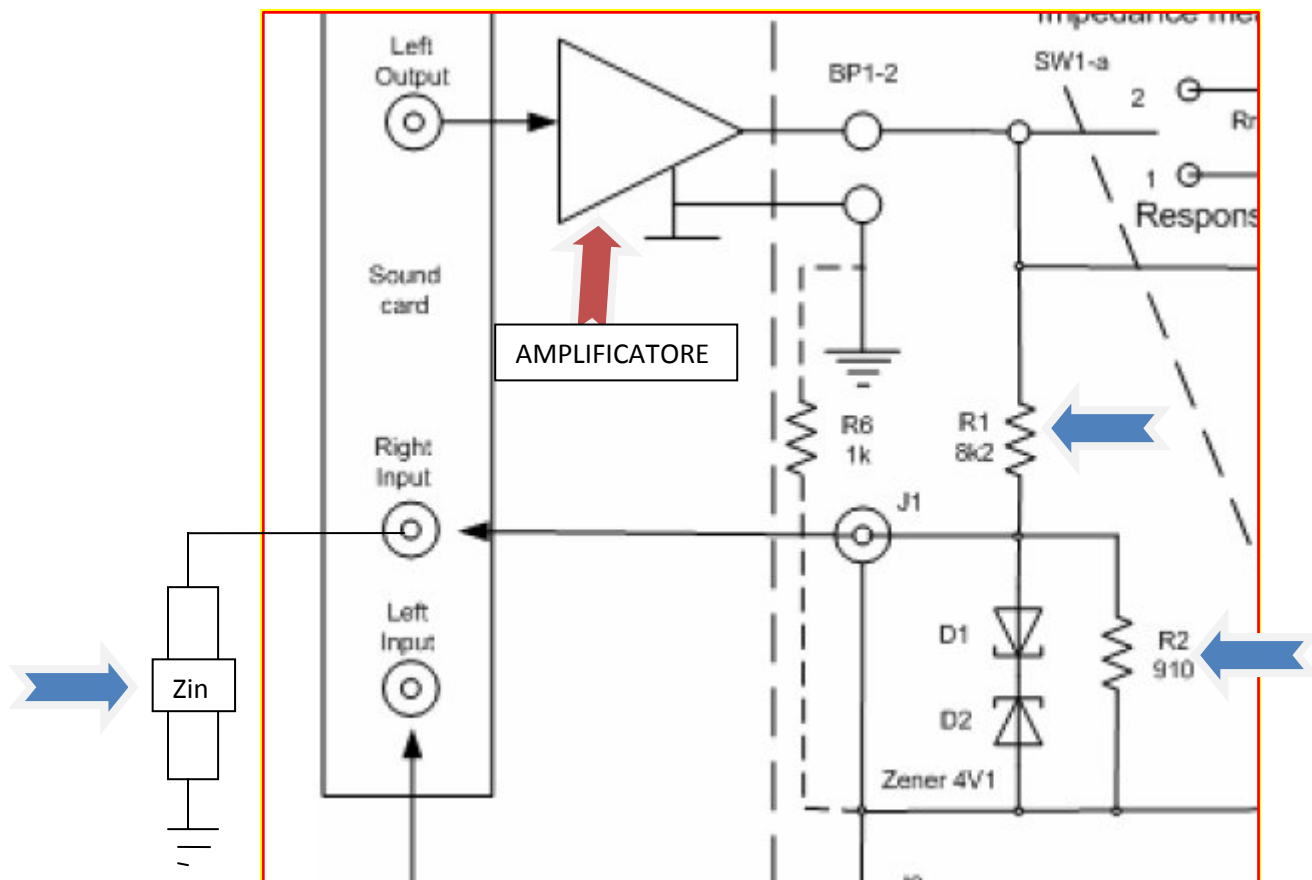 Impedance
Left
Output
BP1-2
SW1-a
2
1
Sound
card
AMPLIFICATORE
R6
1k
R1
8k2
Right
Input
J1
Left
Input
Zin
D1
D2
R2
910
Zener 4V1